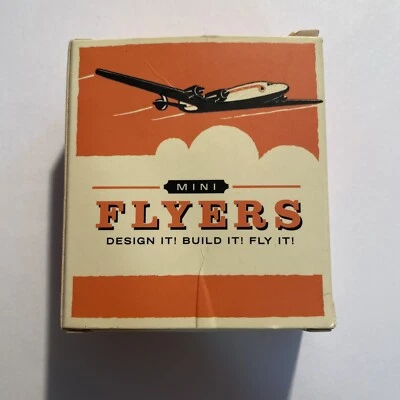 MINI
FLYERS
DESIGN IT! BUILD IT! FLY IT!